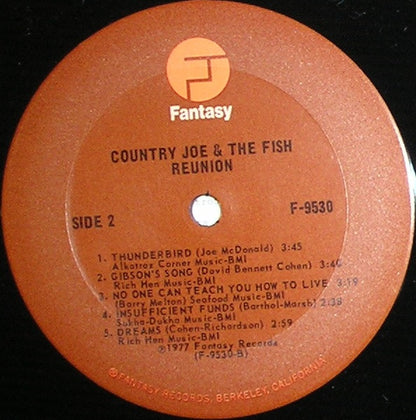 Fantasy
COUNTRY JOE & THE FISH
REUNION
SIDE 2
F-9530
1. THUNDERBIRD (Joe McDonald) 3:45
Alkatraz Corner Music-BMI
2. GIBSON'S SONG (David Bennett Cohen) 3:40
Rich Hen Music-BMI
3. NO ONE CAN TEACH YOU HOW TO LIVE 3:19
(Barry Melton) Seafood Music-BMI
4. INSUFFICIENT FUNDS (Barthol-Marsh) 2:38
Sukha-Dukha Music-BMI
5. DREAMS (Cohen-Richardson) 2:59
Rich Hen Music-BMI
℗1977 Fantasy Records
(F-9530-B)
® FANTASY RECORDS, BERKELEY, CALIFORNIA